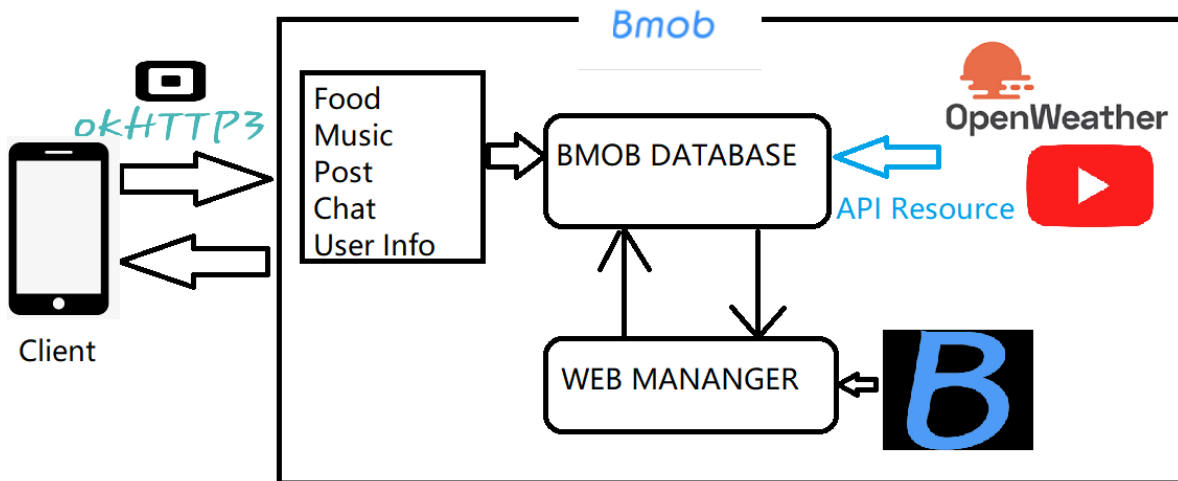 Bmob
okHTTP3
Food
Music
Post
Chat
User Info
BMOB DATABASE
OpenWeather
API Resource
Client
WEB MANANGER
B